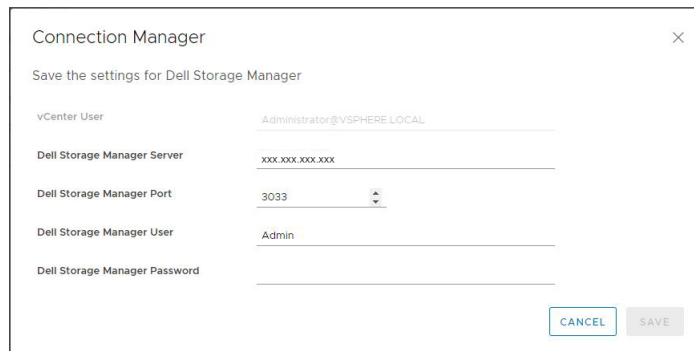 Connection Manager
Save the settings for Dell Storage Manager
vCenter User Administrator@VSPHERE.LOCAL
Dell Storage Manager Server xxx.xxx.xxx.xxx
Dell Storage Manager Port 3033
Dell Storage Manager User Admin
Dell Storage Manager Password
CANCEL SAVE